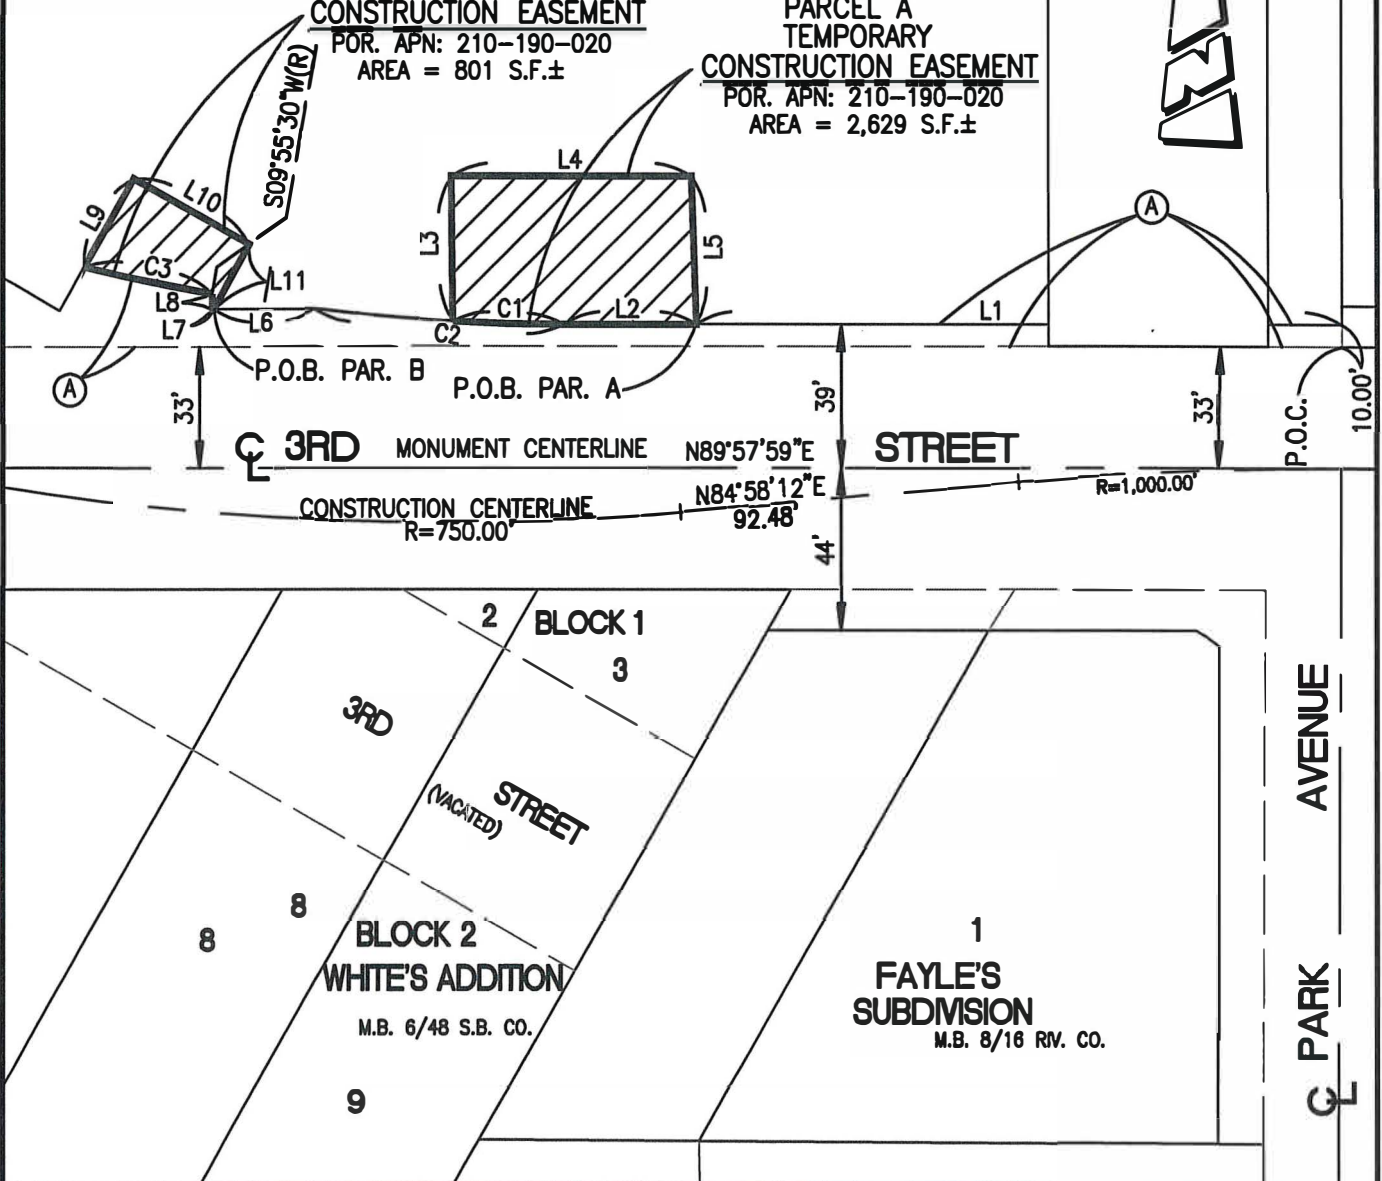 CONSTRUCTION EASEMENT
POR. APN: 210-190-020
AREA = 801 S.F.±
PARCEL A
TEMPORARY
CONSTRUCTION EASEMENT
POR. APN: 210-190-020
AREA = 2,629 S.F.±
S09°55'30"W(R)
L4
L10
L9
L3
L5
A
C3
L11
L8
C1
L2
L1
L7
L6
C2
P.O.B. PAR. B
P.O.B. PAR. A
A
33'
39'
33'
P.O.C.
10.00'
CL 3RD
MONUMENT CENTERLINE
N89°57'59"E
STREET
CONSTRUCTION CENTERLINE
R=750.00'
N84°58'12"E
92.48'
R=1,000.00'
44'
2
BLOCK 1
3
3RD
STREET
(VACATED)
AVENUE
8
8
BLOCK 2
WHITE'S ADDITION
M.B. 6/48 S.B. CO.
9
1
FAYLE'S
SUBDIVISION
M.B. 8/16 RIV. CO.
PARK
CL